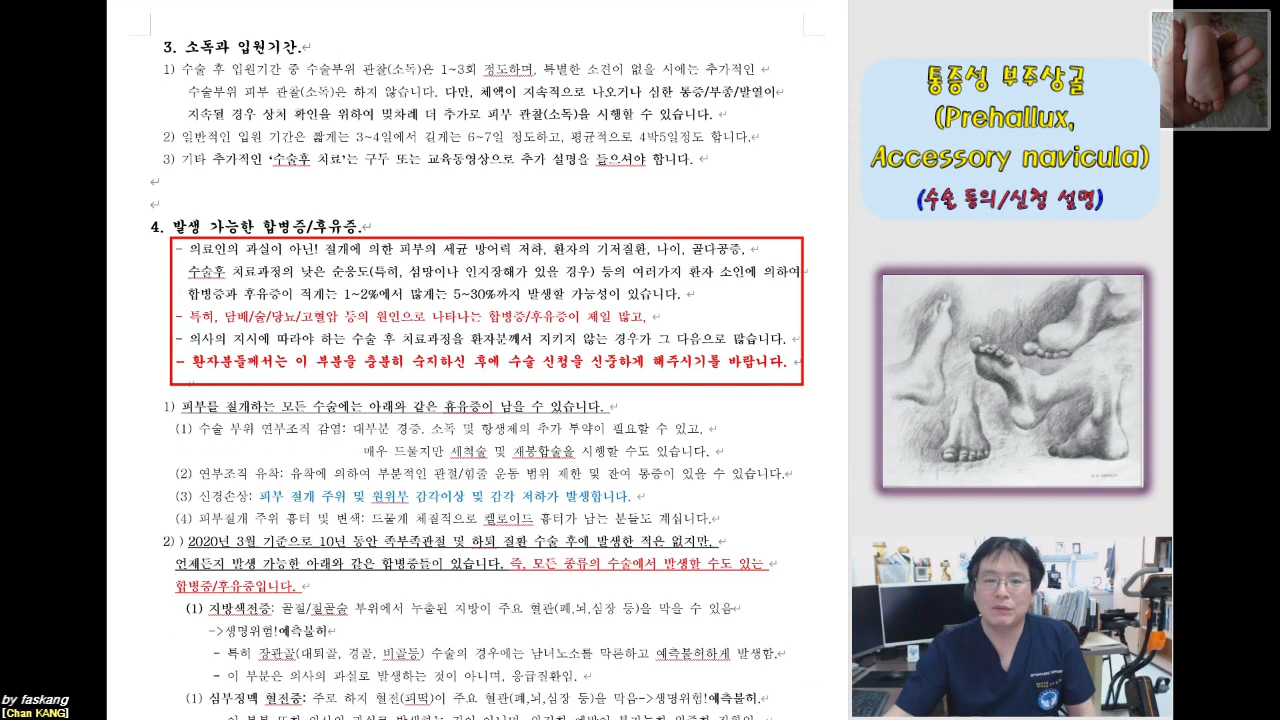 3. 소독과 입원기간.
1) 수술 후 입원기간 중 수술부위 관찰(소독)은 1~3회 정도하며, 특별한 소견이 없을 시에는 추가적인
수술부위 피부 관찰(소독)은 하지 않습니다. 다만, 체액이 지속적으로 나오거나 심한 통증/부종/발열이
지속될 경우 상처 확인을 위하여 몇차례 더 추가로 피부 관찰(소독)을 시행할 수 있습니다.
2) 일반적인 입원 기간은 짧게는 3~4일에서 길게는 6~7일 정도하고, 평균적으로 4박5일정도 합니다.
3) 기타 추가적인 '수술후 치료'는 구두 또는 교육동영상으로 추가 설명을 들으셔야 합니다.
4. 발생 가능한 합병증/후유증.
- 의료인의 과실이 아닌! 절개에 의한 피부의 세균 방어력 저하, 환자의 기저질환, 나이, 골다공증,
수술후 치료과정의 낮은 순응도(특히, 섬망이나 인지장해가 있을 경우) 등의 여러가지 환자 소인에 의하여
합병증과 후유증이 적게는 1~2%에서 많게는 5~30%까지 발생할 가능성이 있습니다.
- 특히, 담배/술/당뇨/고혈압 등의 원인으로 나타나는 합병증/후유증이 제일 많고,
- 의사의 지시에 따라야 하는 수술 후 치료과정을 환자분께서 지키지 않는 경우가 그 다음으로 많습니다.
- 환자분들께서는 이 부분을 충분히 숙지하신 후에 수술 신청을 신중하게 해주시기를 바랍니다.
1) 피부를 절개하는 모든 수술에는 아래와 같은 휴유증이 남을 수 있습니다.
(1) 수술 부위 연부조직 감염: 대부분 경증. 소독 및 항생제의 추가 투약이 필요할 수 있고,
매우 드물지만 세척술 및 재봉합술을 시행할 수도 있습니다.
(2) 연부조직 유착: 유착에 의하여 부분적인 관절/힘줄 운동 범위 제한 및 잔여 통증이 있을 수 있습니다.
(3) 신경손상: 피부 절개 주위 및 원위부 감각이상 및 감각 저하가 발생합니다.
(4) 피부절개 주위 흉터 및 변색: 드물게 체질적으로 켈로이드 흉터가 남는 분들도 계십니다.
2) ) 2020년 3월 기준으로 10년 동안 족부족관절 및 하퇴 질환 수술 후에 발생한 적은 없지만,
언제든지 발생 가능한 아래와 같은 합병증들이 있습니다. 즉, 모든 종류의 수술에서 발생할 수도 있는
합병증/후유증입니다.
(1) 지방색전증: 골절/절골술 부위에서 누출된 지방이 주요 혈관(폐,뇌,심장 등)을 막을 수 있음
->생명위험!예측불허
- 특히 장관골(대퇴골, 경골, 비골등) 수술의 경우에는 남녀노소를 막론하고 예측불허하게 발생함.
- 이 부분은 의사의 과실로 발생하는 것이 아니며, 응급질환임.
(1) 심부정맥 혈전증: 주로 하지 혈전(피떡)이 주요 혈관(폐,뇌,심장 등)을 막음->생명위험!예측불허.
통증성 부주상골
(Prehallux,
Accessory navicula)
(수술 동의/신청 설명)
by faskang
[Chan KANG]